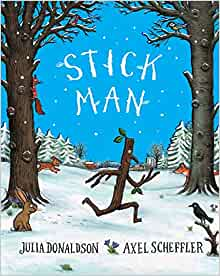 STICK
MAN
JULIA DONALDSON AXEL SCHEFFLER